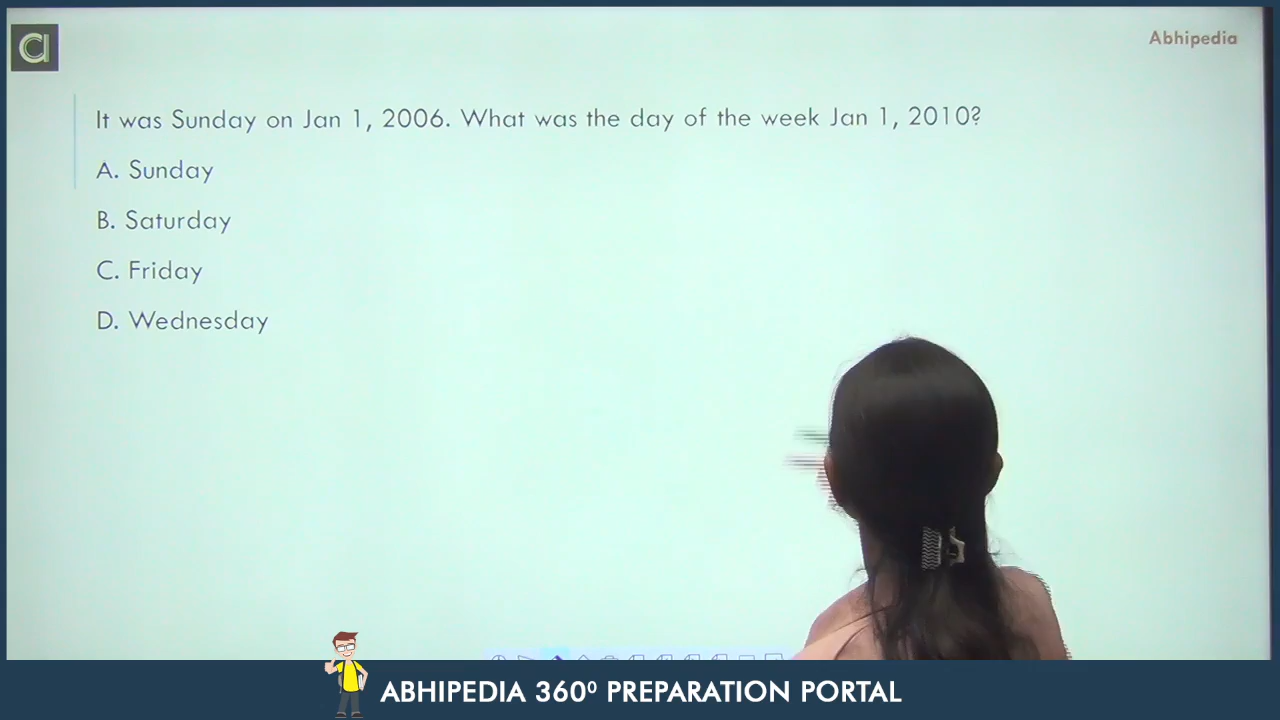 Abhipedia
It was Sunday on Jan 1, 2006. What was the day of the week Jan 1, 2010?
A. Sunday
B. Saturday
C. Friday
D. Wednesday
ABHIPEDIA 360⁰ PREPARATION PORTAL